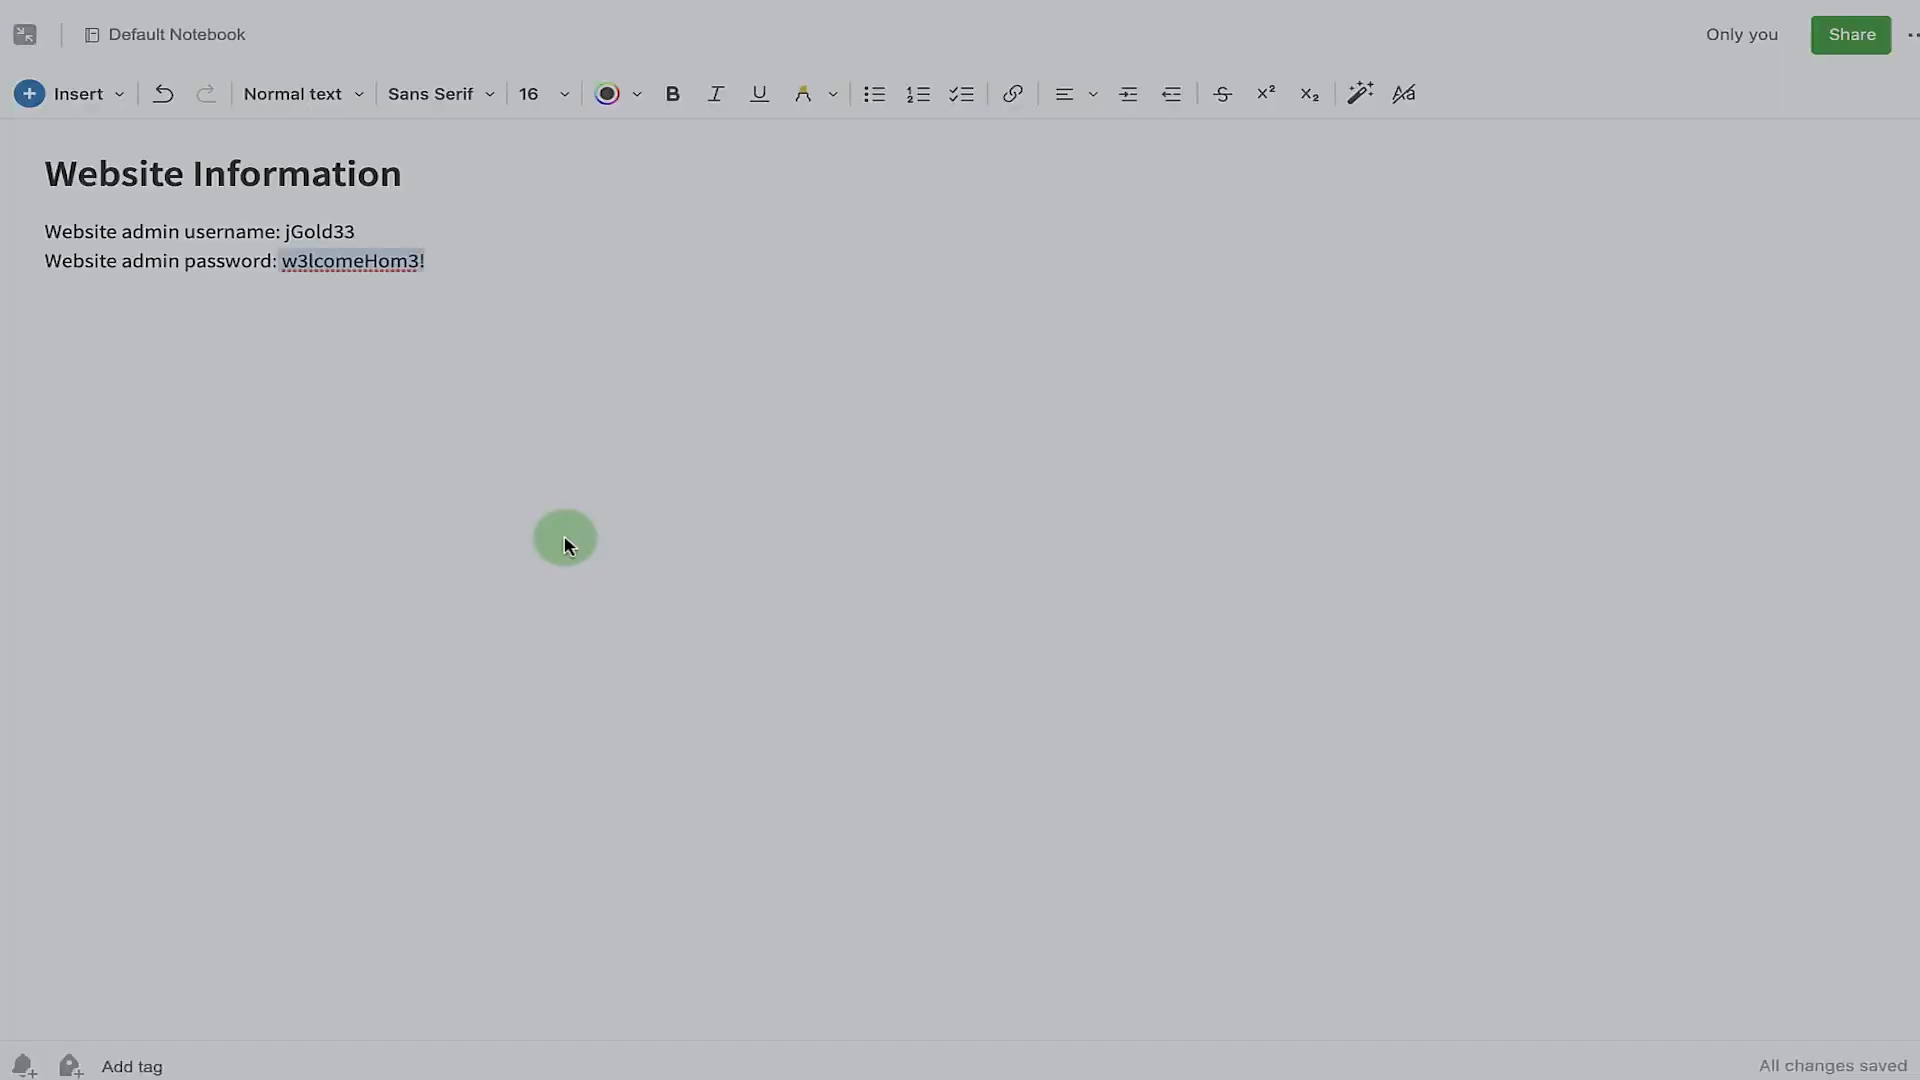 Default Notebook
Only you
Share
Insert
Normal text
Sans Serif
16
Website Information
Website admin username: jGold33
Website admin password: w3lcomeHom3!
Add tag
All changes saved